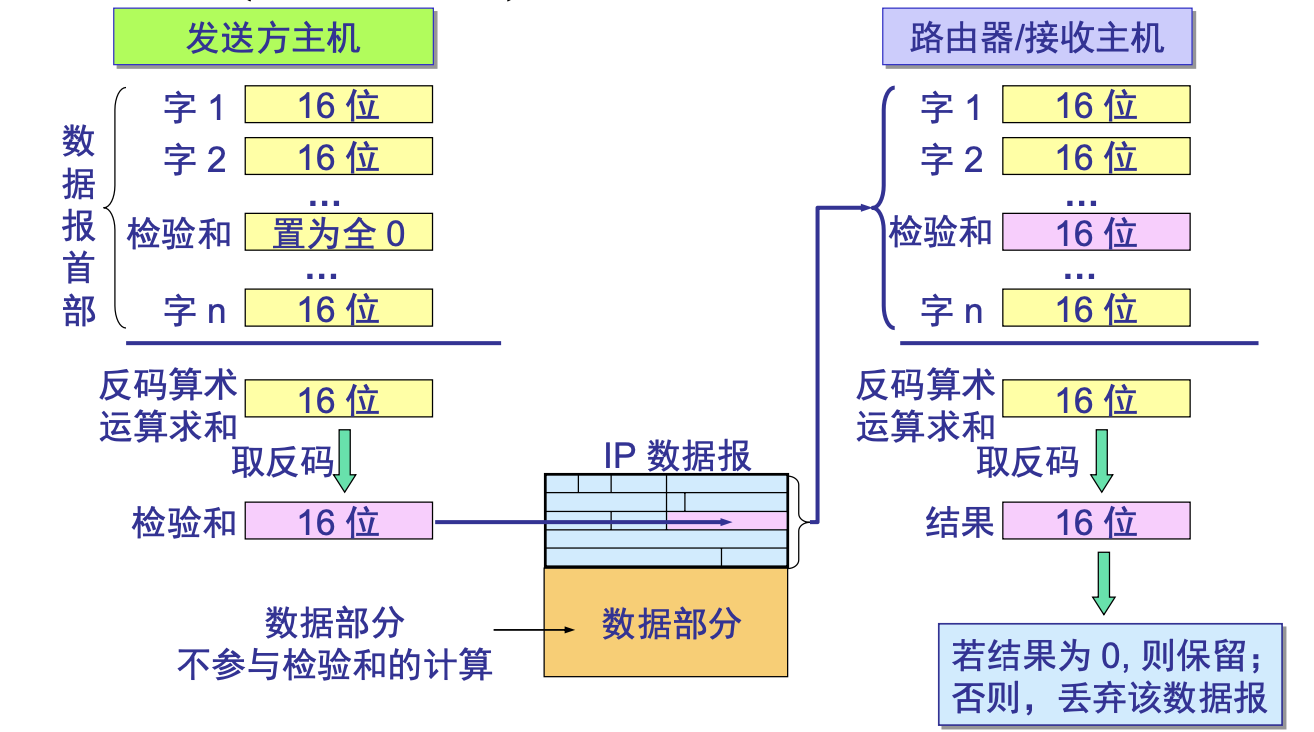 发送方主机
数据报首部
字 1 16 位
字 2 16 位
...
检验和 置为全 0
...
字 n 16 位
反码算术
运算求和
16 位
取反码
检验和 16 位
数据部分
不参与检验和的计算
IP 数据报
数据部分
路由器/接收主机
字 1 16 位
字 2 16 位
...
检验和 16 位
...
字 n 16 位
反码算术
运算求和
16 位
取反码
结果 16 位
若结果为 0, 则保留；
否则，丢弃该数据报